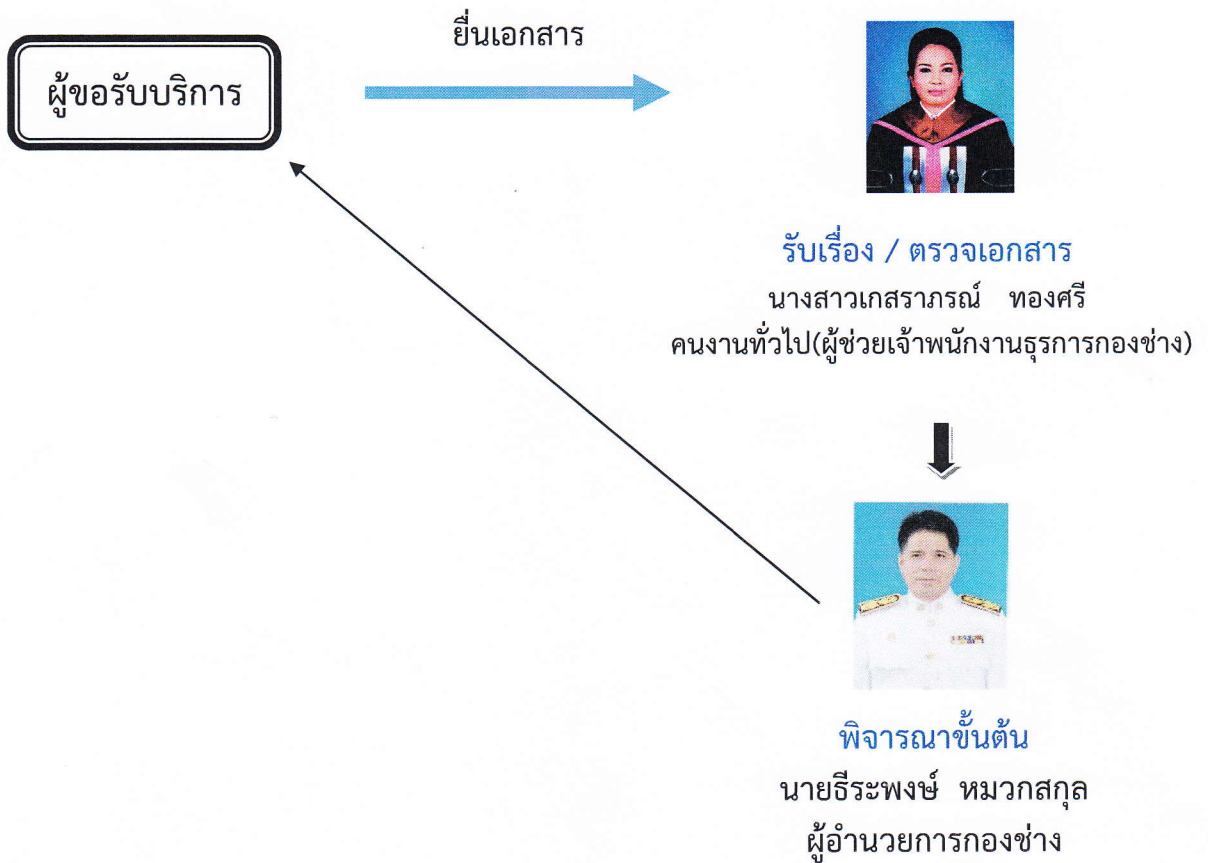 ยื่นเอกสาร
ผู้ขอรับบริการ
รับเรื่อง / ตรวจเอกสาร
นางสาวเกสราภรณ์ ทองศรี
คนงานทั่วไป(ผู้ช่วยเจ้าพนักงานธุรการกองช่าง)
พิจารณาขั้นต้น
นายธีระพงษ์ หมวกสกุล
ผู้อำนวยการกองช่าง